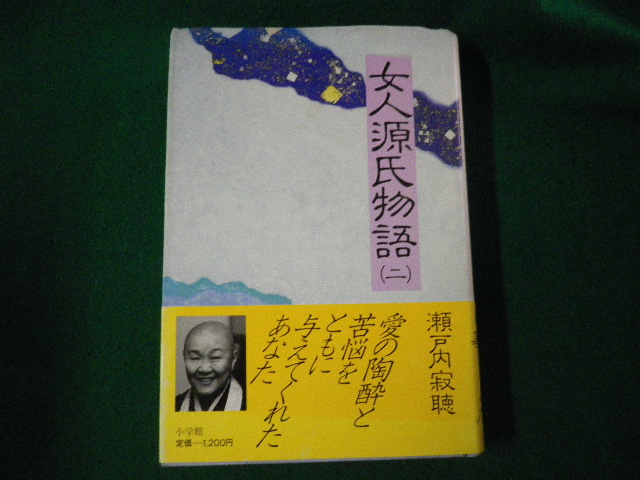 女人源氏物語
(二)
瀬戸内寂聴
愛の陶酔と
苦悩を
ともに
与えてくれた
あなた
小学館
定価—1,200円